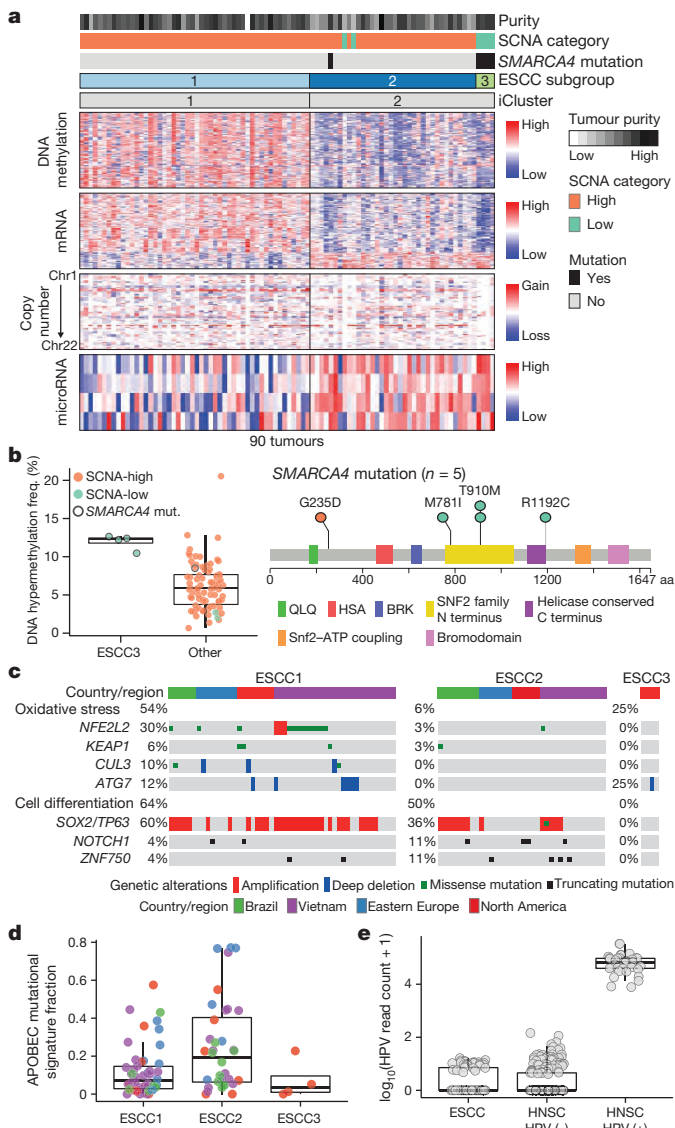 a
Purity
SCNA category
SMARCA4 mutation
1 2 3 ESCC subgroup
1 2 iCluster
DNA methylation
High
Low
mRNA
High
Low
Chr1
Copy number
Chr22
Gain
Loss
microRNA
High
Low
90 tumours
Tumour purity
Low High
SCNA category
High
Low
Mutation
Yes
No
b
DNA hypermethylation freq. (%)
20
15
10
5
0
SCNA-high
SCNA-low
SMARCA4 mut.
ESCC3 Other
SMARCA4 mutation (n = 5)
T910M
G235D M781I R1192C
0 400 800 1200 1647 aa
QLQ HSA BRK SNF2 family N terminus Helicase conserved C terminus
Snf2–ATP coupling Bromodomain
c
ESCC1 ESCC2 ESCC3
Country/region
Oxidative stress 54% 6% 25%
NFE2L2 30% 3% 0%
KEAP1 6% 3% 0%
CUL3 10% 0% 0%
ATG7 12% 0% 25%
Cell differentiation 64% 50% 0%
SOX2/TP63 60% 36% 0%
NOTCH1 4% 11% 0%
ZNF750 4% 11% 0%
Genetic alterations Amplification Deep deletion Missense mutation Truncating mutation
Country/region Brazil Vietnam Eastern Europe North America
d
APOBEC mutational signature fraction
0.8
0.6
0.4
0.2
0
ESCC1 ESCC2 ESCC3
e
log10(HPV read count + 1)
4
2
0
ESCC HNSC HNSC
HPV (–) HPV (+)